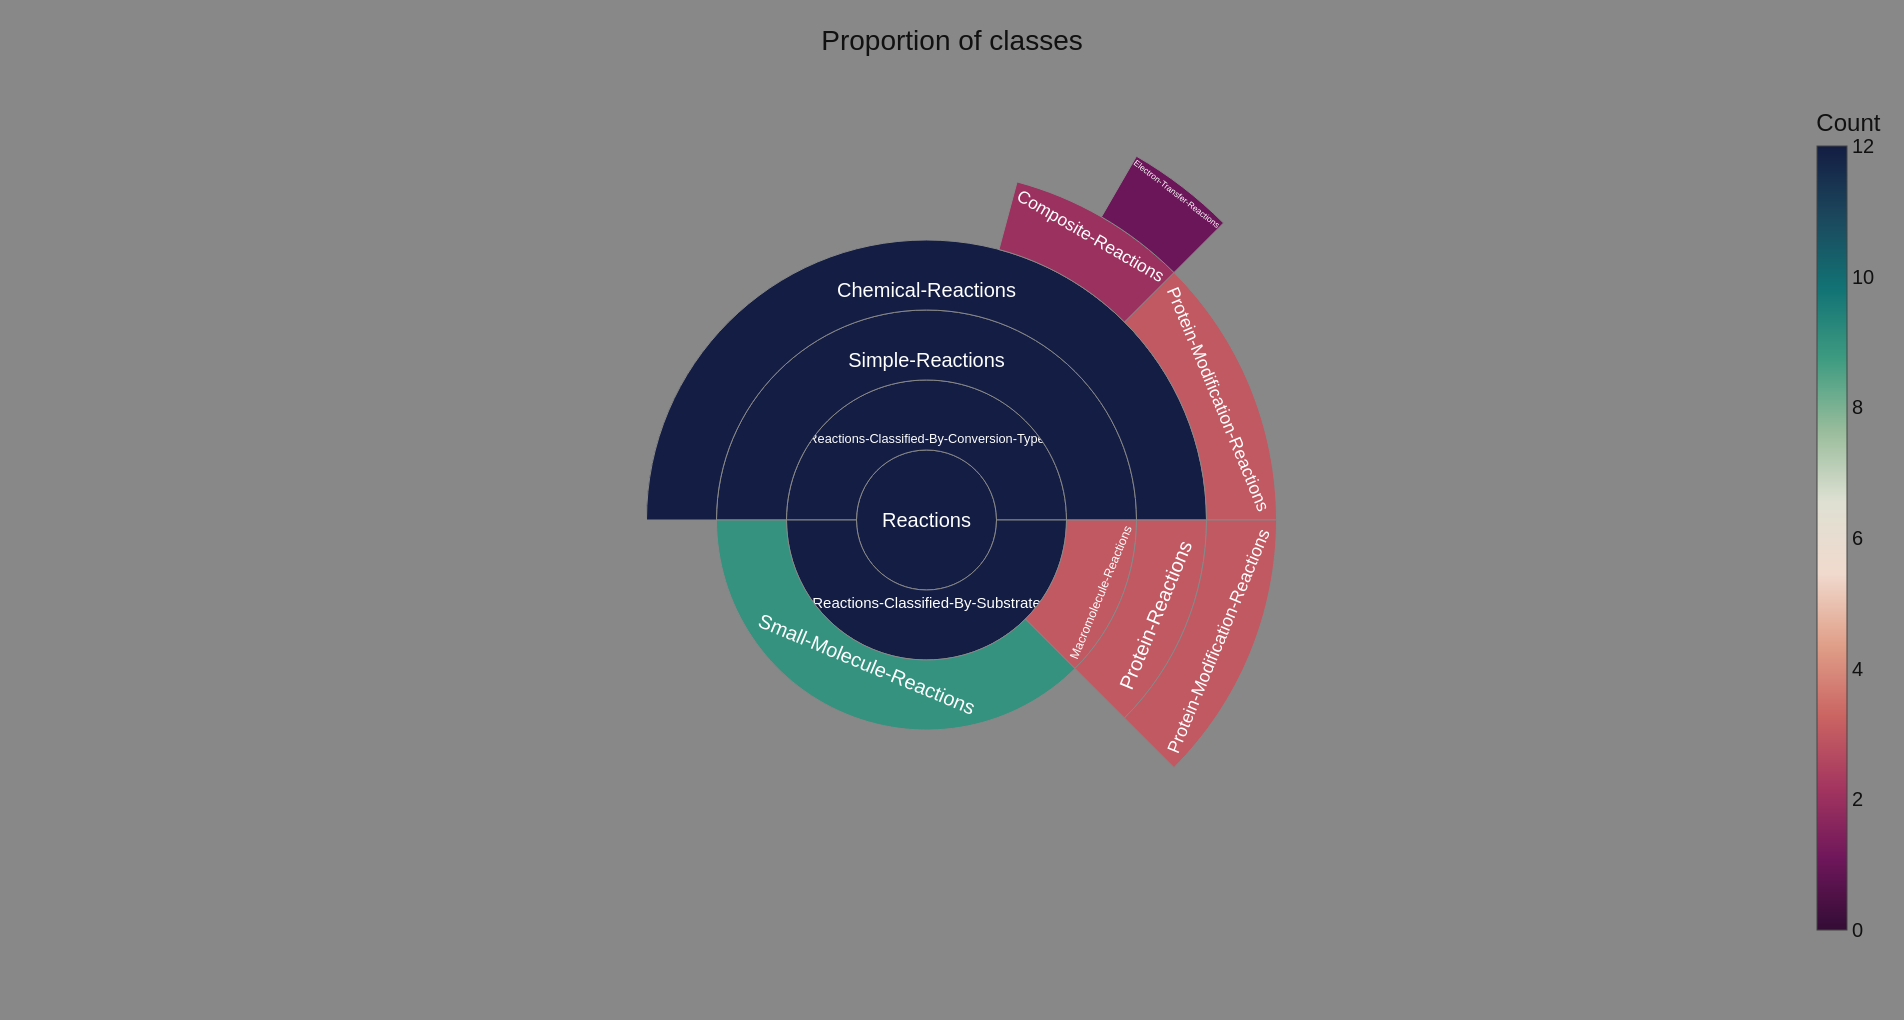 Proportion of classes
Count
12
10
8
6
4
2
0
Electron-Transfer-Reactions
Composite-Reactions
Protein-Modification-Reactions
Chemical-Reactions
Simple-Reactions
Reactions-Classified-By-Conversion-Type
Reactions
Reactions-Classified-By-Substrate
Macromolecule-Reactions
Protein-Reactions
Protein-Modification-Reactions
Small-Molecule-Reactions